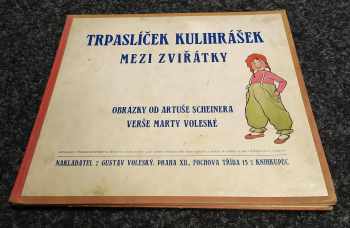 TRPASLÍČEK KULIHRÁŠEK
MEZI ZVÍŘÁTKY
OBRÁZKY OD ARTUŠE SCHEINERA
VERŠE MARTY VOLESKÉ
NAKLADATEL : GUSTAV VOLESKÝ, PRAHA XII., FOCHOVA TŘÍDA 15 : KNIHKUPEC